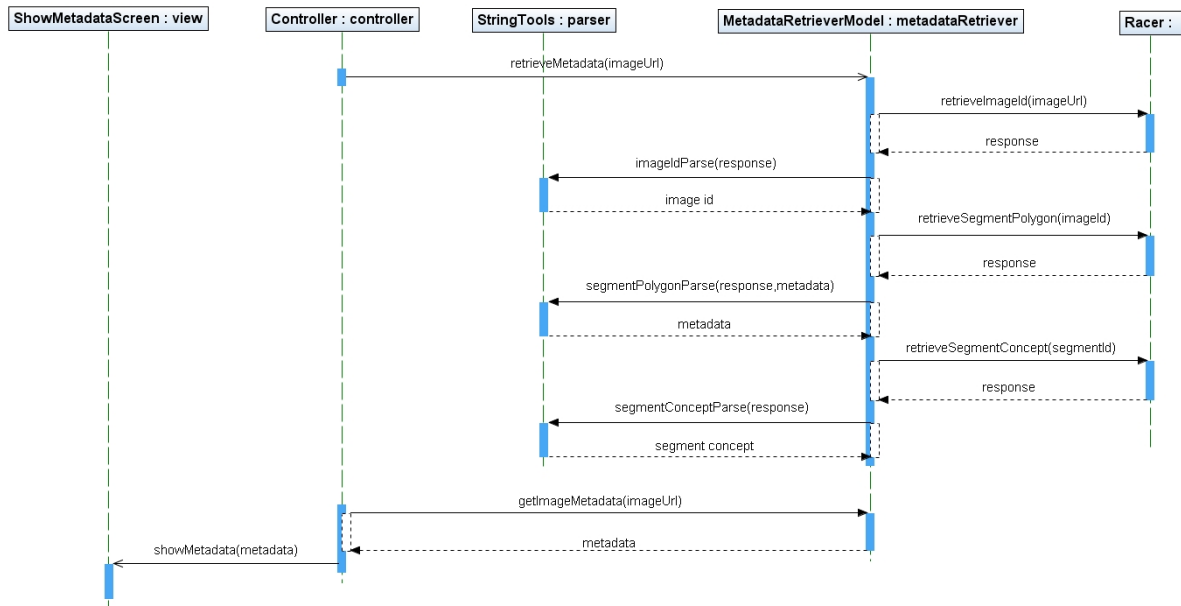 ShowMetadataScreen : view
Controller : controller
StringTools : parser
MetadataRetrieverModel : metadataRetriever
Racer :
retrieveMetadata(imageUrl)
retrieveImageId(imageUrl)
response
imageIdParse(response)
image id
retrieveSegmentPolygon(imageId)
response
segmentPolygonParse(response,metadata)
metadata
retrieveSegmentConcept(segmentId)
response
segmentConceptParse(response)
segment concept
getImageMetadata(imageUrl)
metadata
showMetadata(metadata)